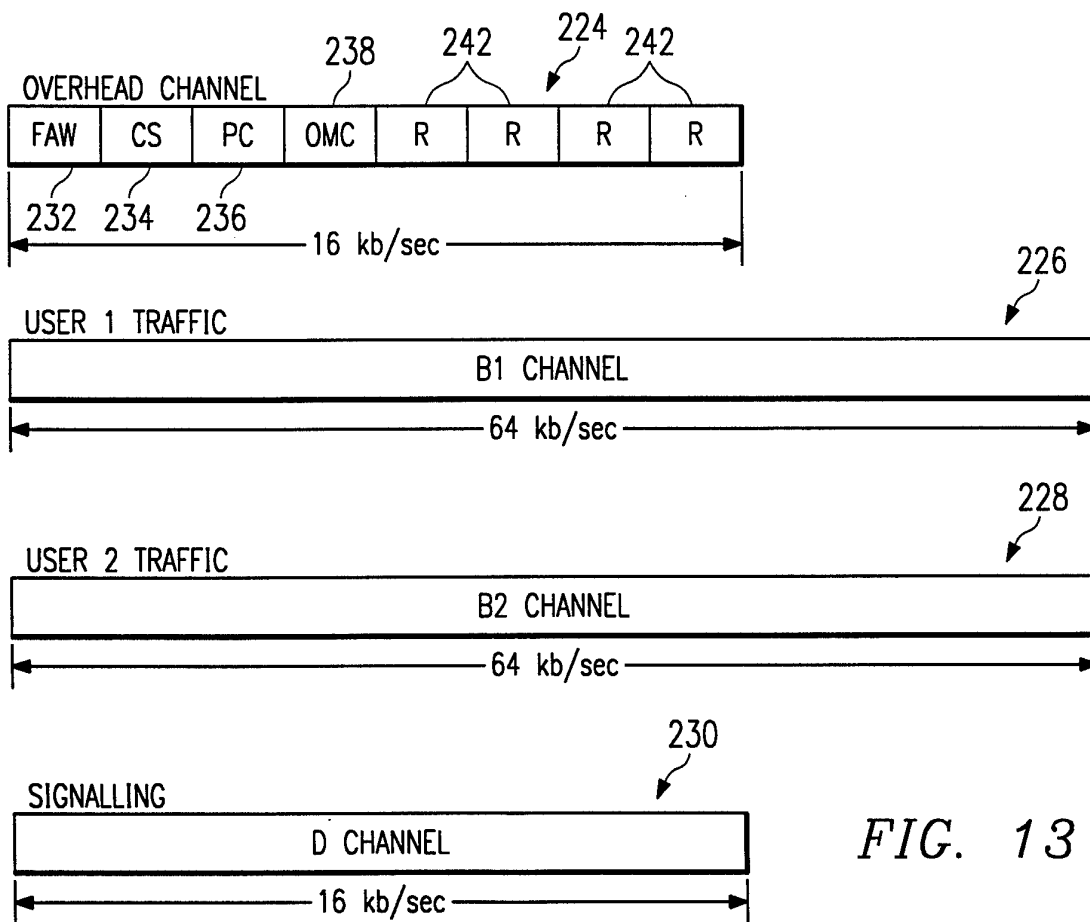 238 242 224 242
OVERHEAD CHANNEL
FAW CS PC OMC R R R R
232 234 236
16 kb/sec
226
USER 1 TRAFFIC
B1 CHANNEL
64 kb/sec
228
USER 2 TRAFFIC
B2 CHANNEL
64 kb/sec
230
SIGNALLING
D CHANNEL
16 kb/sec
FIG. 13